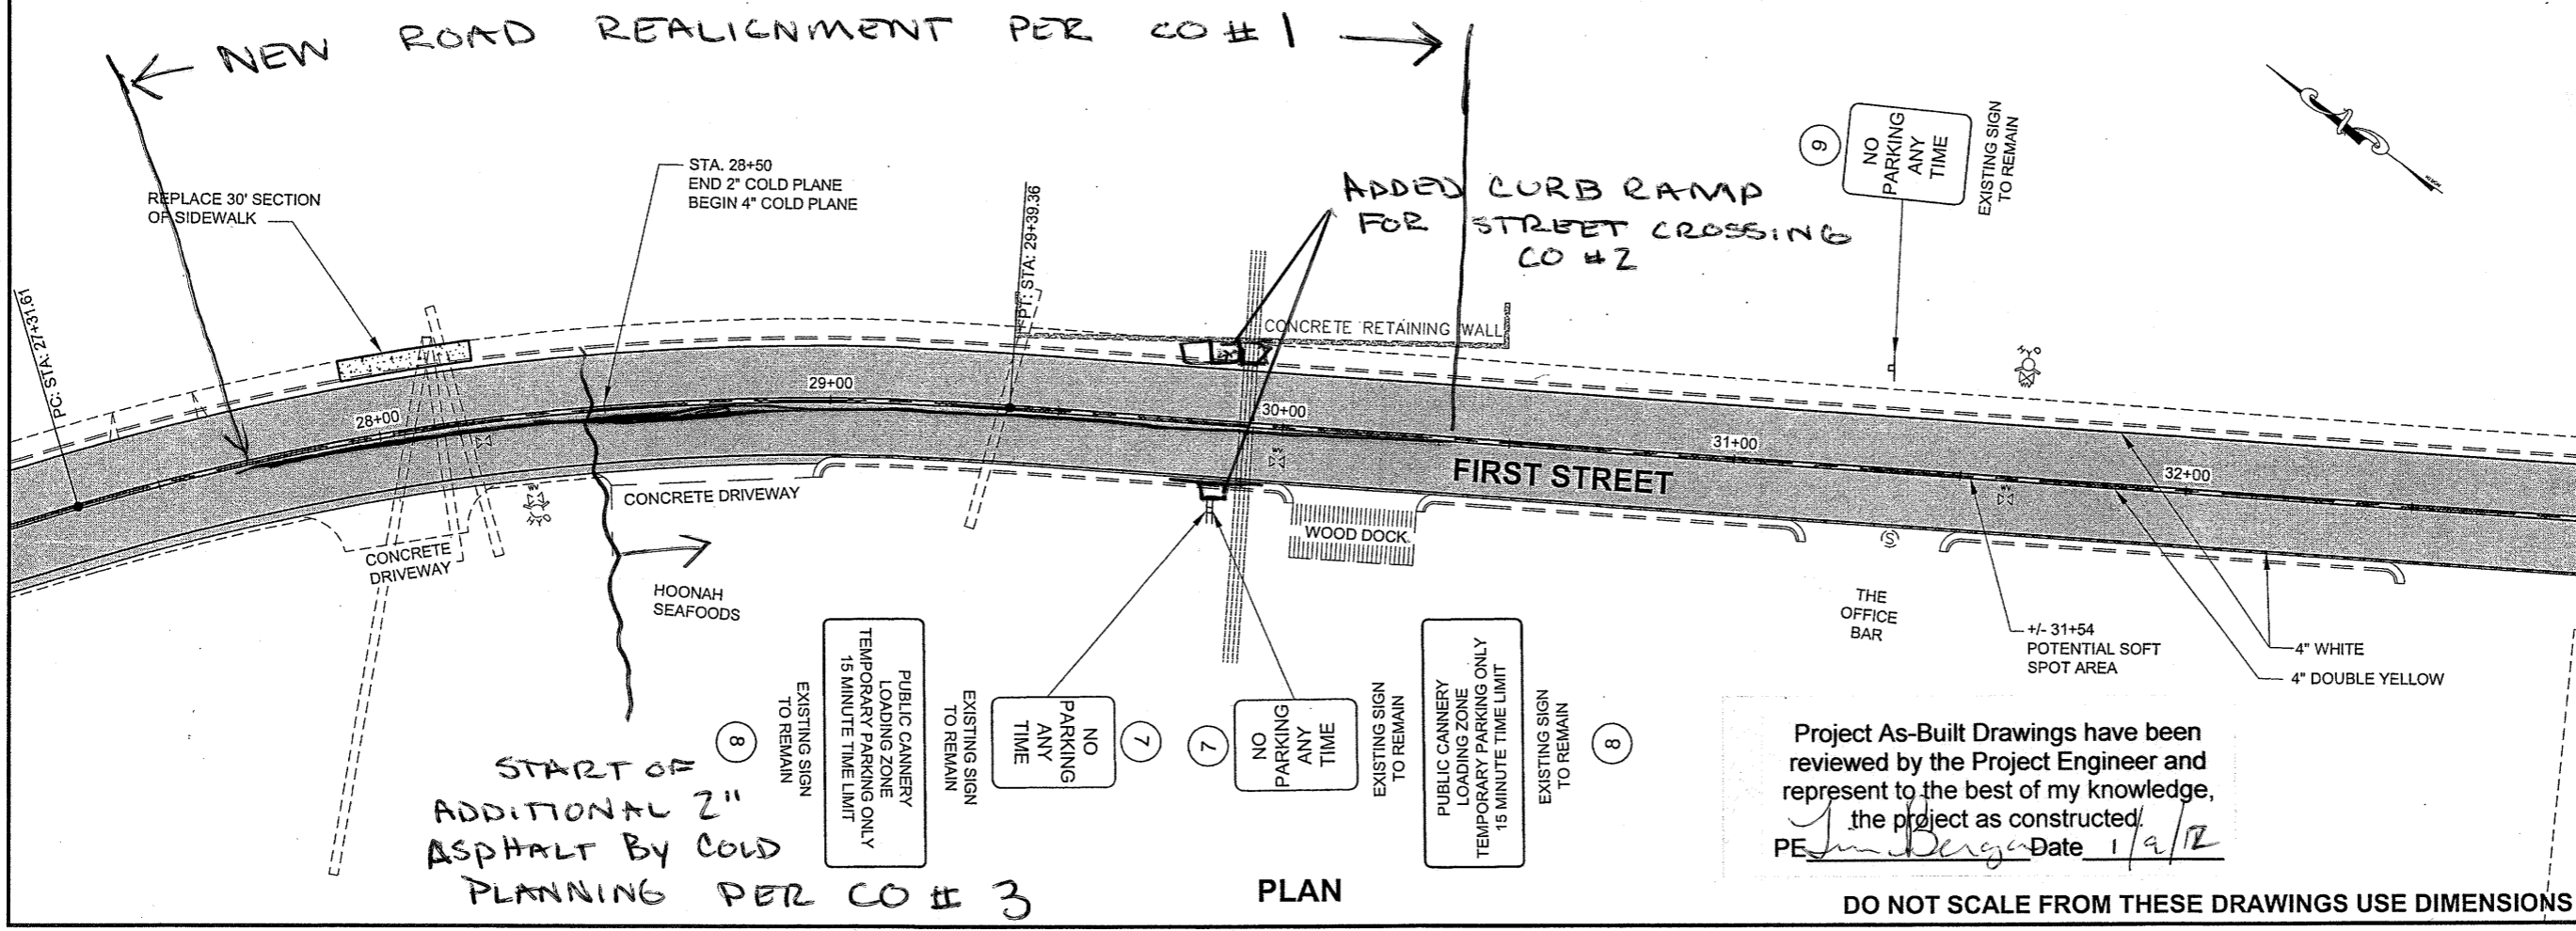 ← NEW ROAD REALIGNMENT PER CO # 1 →
REPLACE 30' SECTION
OF SIDEWALK
STA. 28+50
END 2" COLD PLANE
BEGIN 4" COLD PLANE
PC: STA: 27+31.61
PT: STA: 29+39.36
ADDED CURB RAMP
FOR STREET CROSSING
CO #2
9
NO
PARKING
ANY
TIME
EXISTING SIGN
TO REMAIN
CONCRETE RETAINING WALL
HYD
28+00
29+00
30+00
31+00
32+00
FIRST STREET
WV
WV
WV
CONCRETE DRIVEWAY
CONCRETE
DRIVEWAY
HYD
WOOD DOCK
S
HOONAH
SEAFOODS
THE
OFFICE
BAR
+/- 31+54
POTENTIAL SOFT
SPOT AREA
4" WHITE
4" DOUBLE YELLOW
START OF
ADDITIONAL 2"
ASPHALT BY COLD
PLANNING PER CO # 3
8
EXISTING SIGN
TO REMAIN
PUBLIC CANNERY
LOADING ZONE
TEMPORARY PARKING ONLY
15 MINUTE TIME LIMIT
EXISTING SIGN
TO REMAIN
NO
PARKING
ANY
TIME
7
7
NO
PARKING
ANY
TIME
EXISTING SIGN
TO REMAIN
PUBLIC CANNERY
LOADING ZONE
TEMPORARY PARKING ONLY
15 MINUTE TIME LIMIT
EXISTING SIGN
TO REMAIN
8
Project As-Built Drawings have been
reviewed by the Project Engineer and
represent to the best of my knowledge,
the project as constructed.
PE Date
PLAN
DO NOT SCALE FROM THESE DRAWINGS USE DIMENSIONS